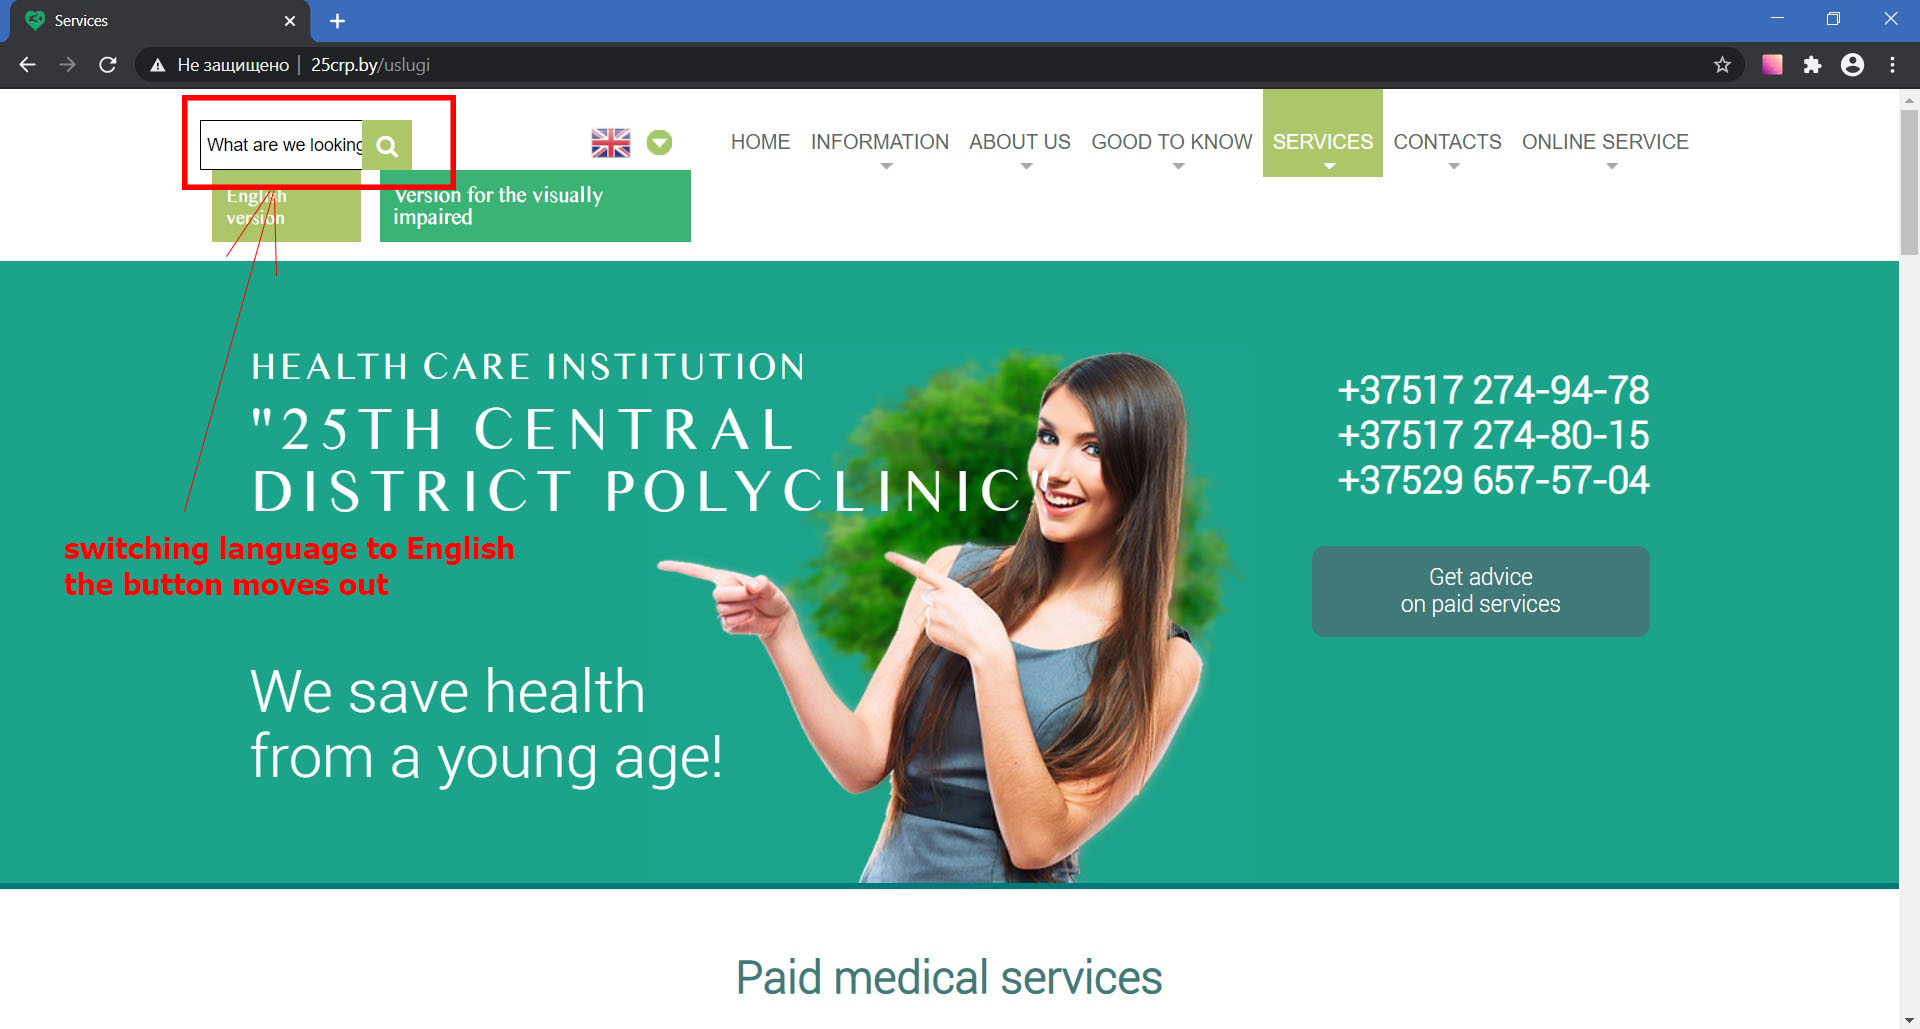 Services
Не защищено | 25crp.by/uslugi
What are we looking
HOME INFORMATION ABOUT US GOOD TO KNOW SERVICES CONTACTS ONLINE SERVICE
English
version
Version for the visually
impaired
HEALTH CARE INSTITUTION
"25TH CENTRAL
DISTRICT POLYCLINIC"
+37517 274-94-78
+37517 274-80-15
+37529 657-57-04
switching language to English
the button moves out
Get advice
on paid services
We save health
from a young age!
Paid medical services